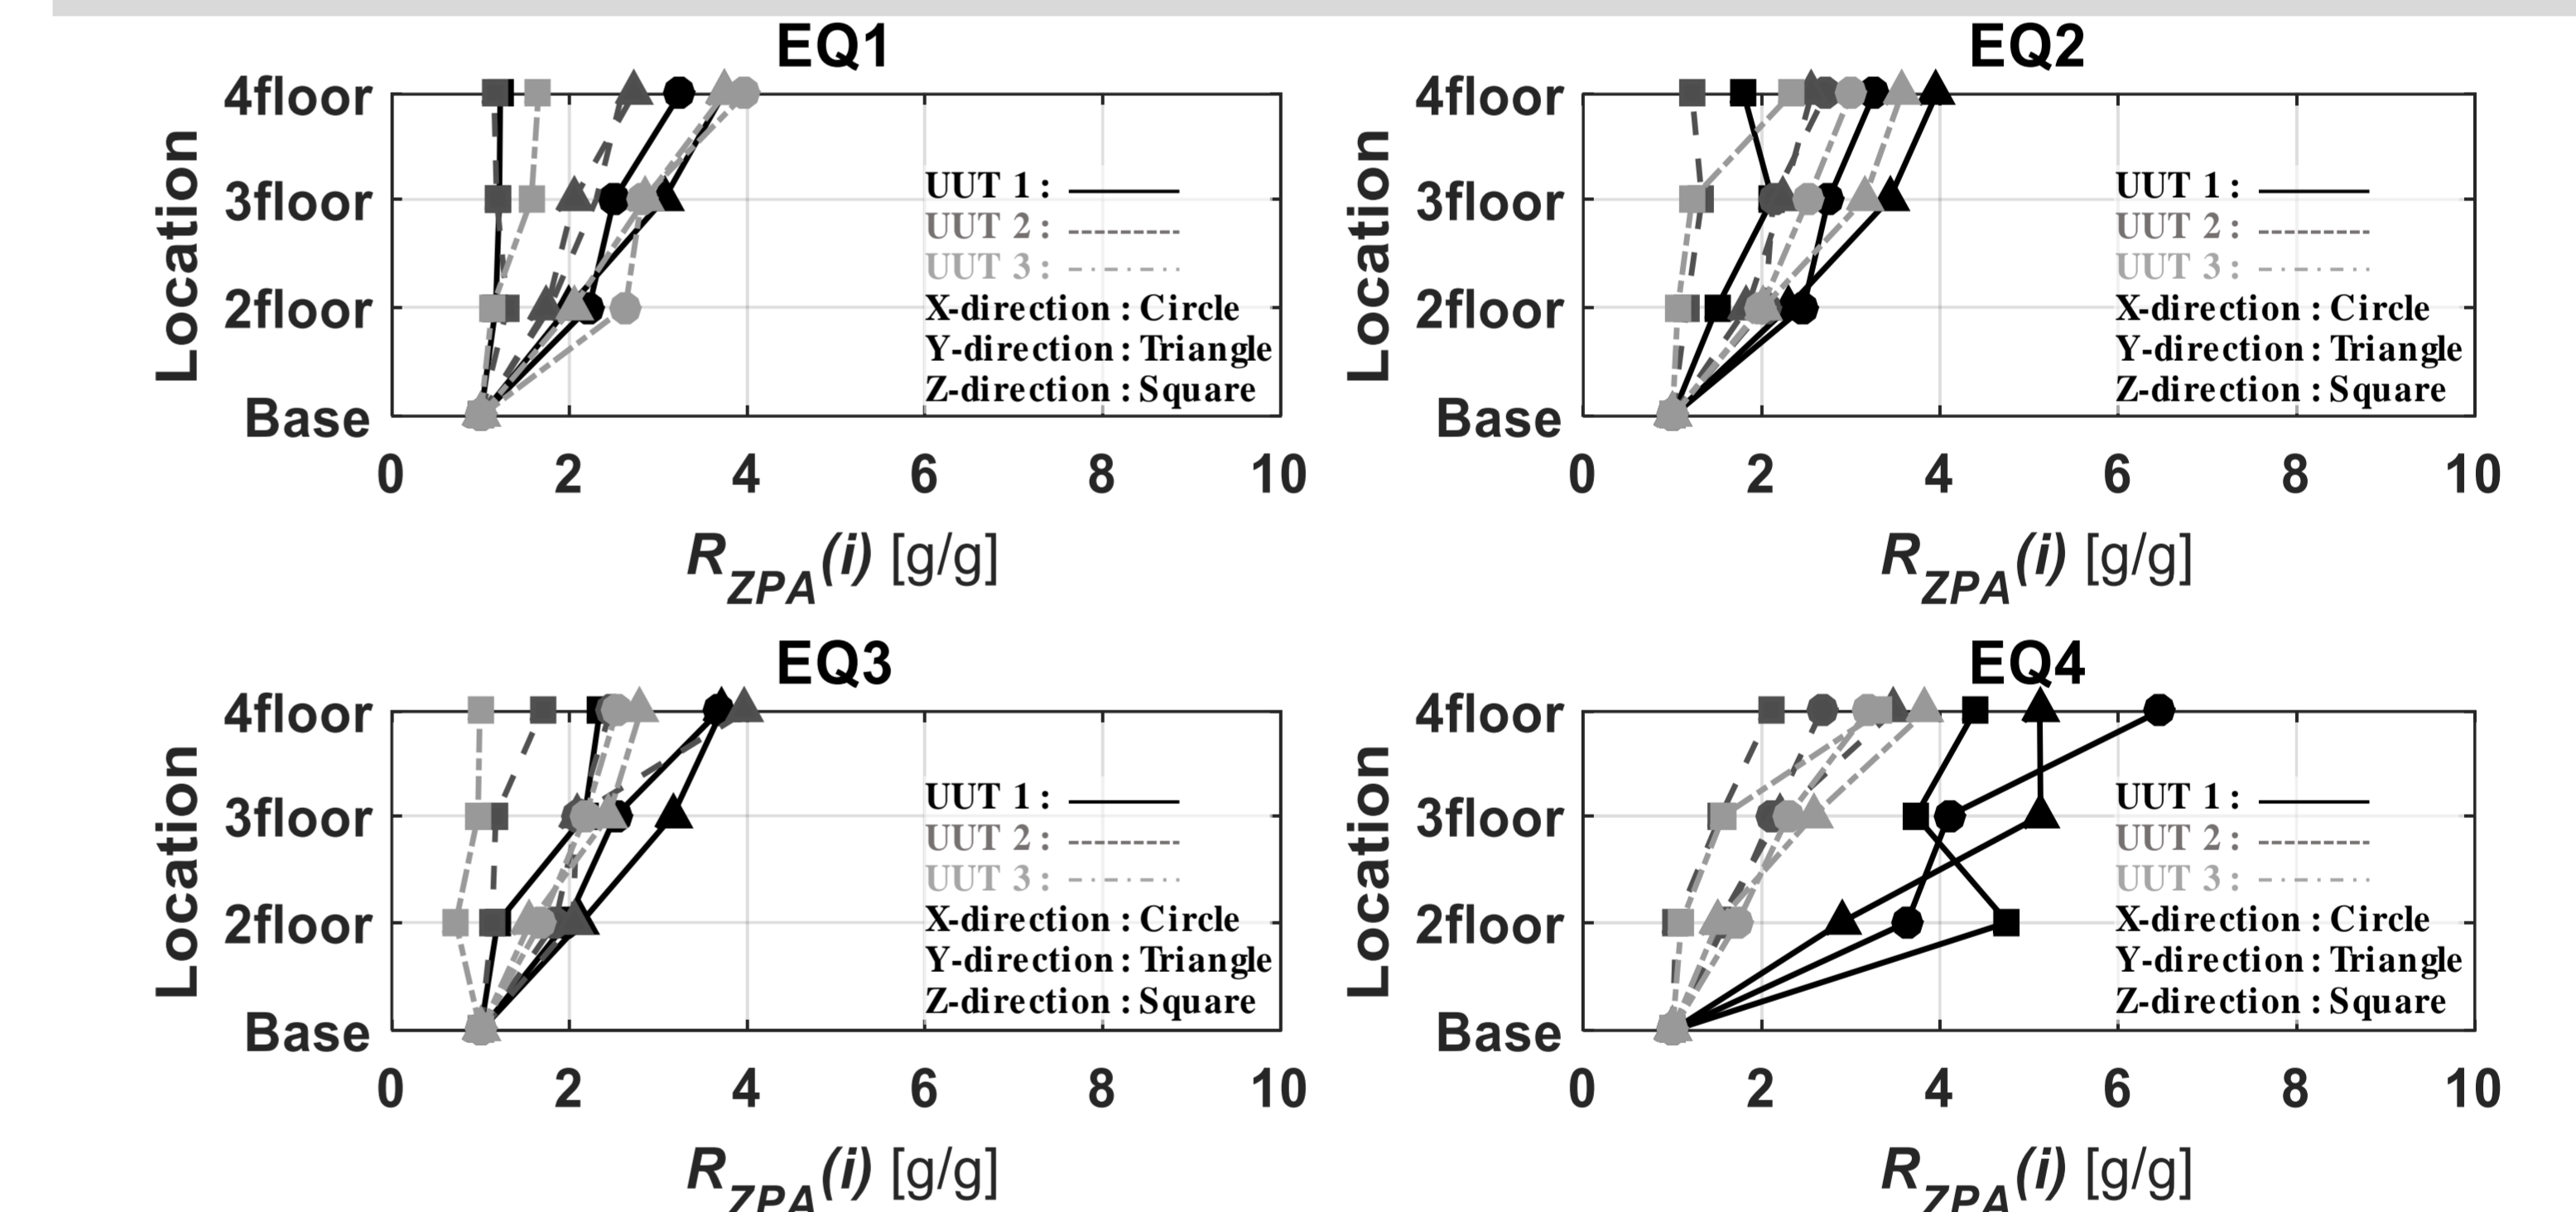 EQ1
4floor
3floor
2floor
Base
Location
UUT 1 :
UUT 2 :
UUT 3 :
X-direction : Circle
Y-direction : Triangle
Z-direction : Square
0 2 4 6 8 10
R_ZPA(i) [g/g]
EQ2
4floor
3floor
2floor
Base
Location
UUT 1 :
UUT 2 :
UUT 3 :
X-direction : Circle
Y-direction : Triangle
Z-direction : Square
0 2 4 6 8 10
R_ZPA(i) [g/g]
EQ3
4floor
3floor
2floor
Base
Location
UUT 1 :
UUT 2 :
UUT 3 :
X-direction : Circle
Y-direction : Triangle
Z-direction : Square
0 2 4 6 8 10
R_ZPA(i) [g/g]
EQ4
4floor
3floor
2floor
Base
Location
UUT 1 :
UUT 2 :
UUT 3 :
X-direction : Circle
Y-direction : Triangle
Z-direction : Square
0 2 4 6 8 10
R_ZPA(i) [g/g]